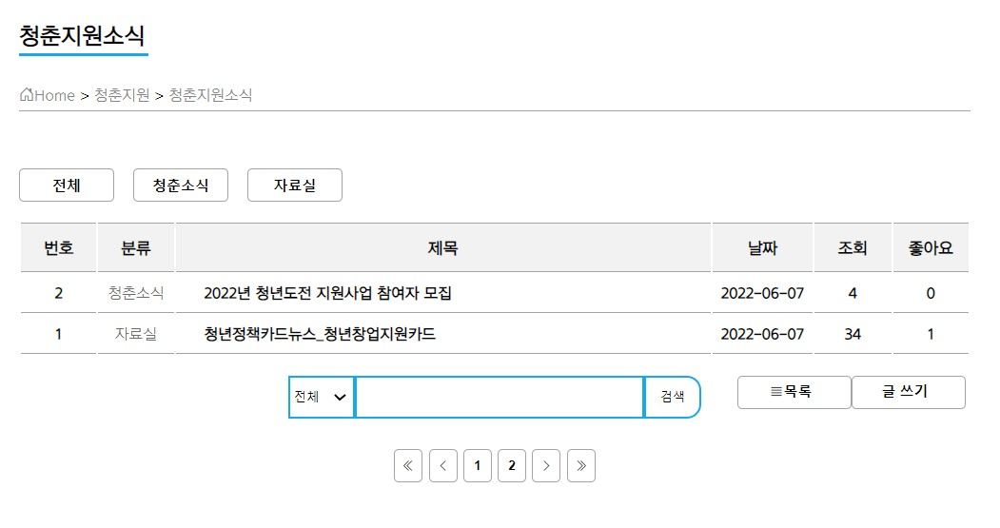 청춘지원소식
Home > 청춘지원 > 청춘지원소식
전체 청춘소식 자료실
번호 분류 제목 날짜 조회 좋아요
2 청춘소식 2022년 청년도전 지원사업 참여자 모집 2022-06-07 4 0
1 자료실 청년정책카드뉴스_청년창업지원카드 2022-06-07 34 1
전체 검색 목록 글 쓰기
« < 1 2 > »